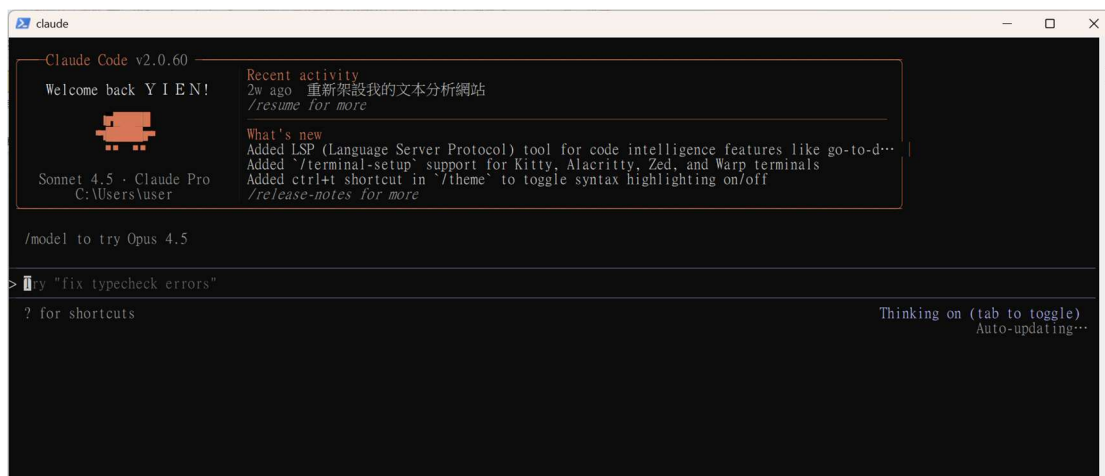 claude
Claude Code v2.0.60
Welcome back Y I E N!
Sonnet 4.5 · Claude Pro
C:\Users\user
Recent activity
2w ago 重新架設我的文本分析網站
/resume for more
What's new
Added LSP (Language Server Protocol) tool for code intelligence features like go-to-d…
Added `/terminal-setup` support for Kitty, Alacritty, Zed, and Warp terminals
Added ctrl+t shortcut in `/theme` to toggle syntax highlighting on/off
/release-notes for more
/model to try Opus 4.5
> Try "fix typecheck errors"
? for shortcuts
Thinking on (tab to toggle)
Auto-updating…